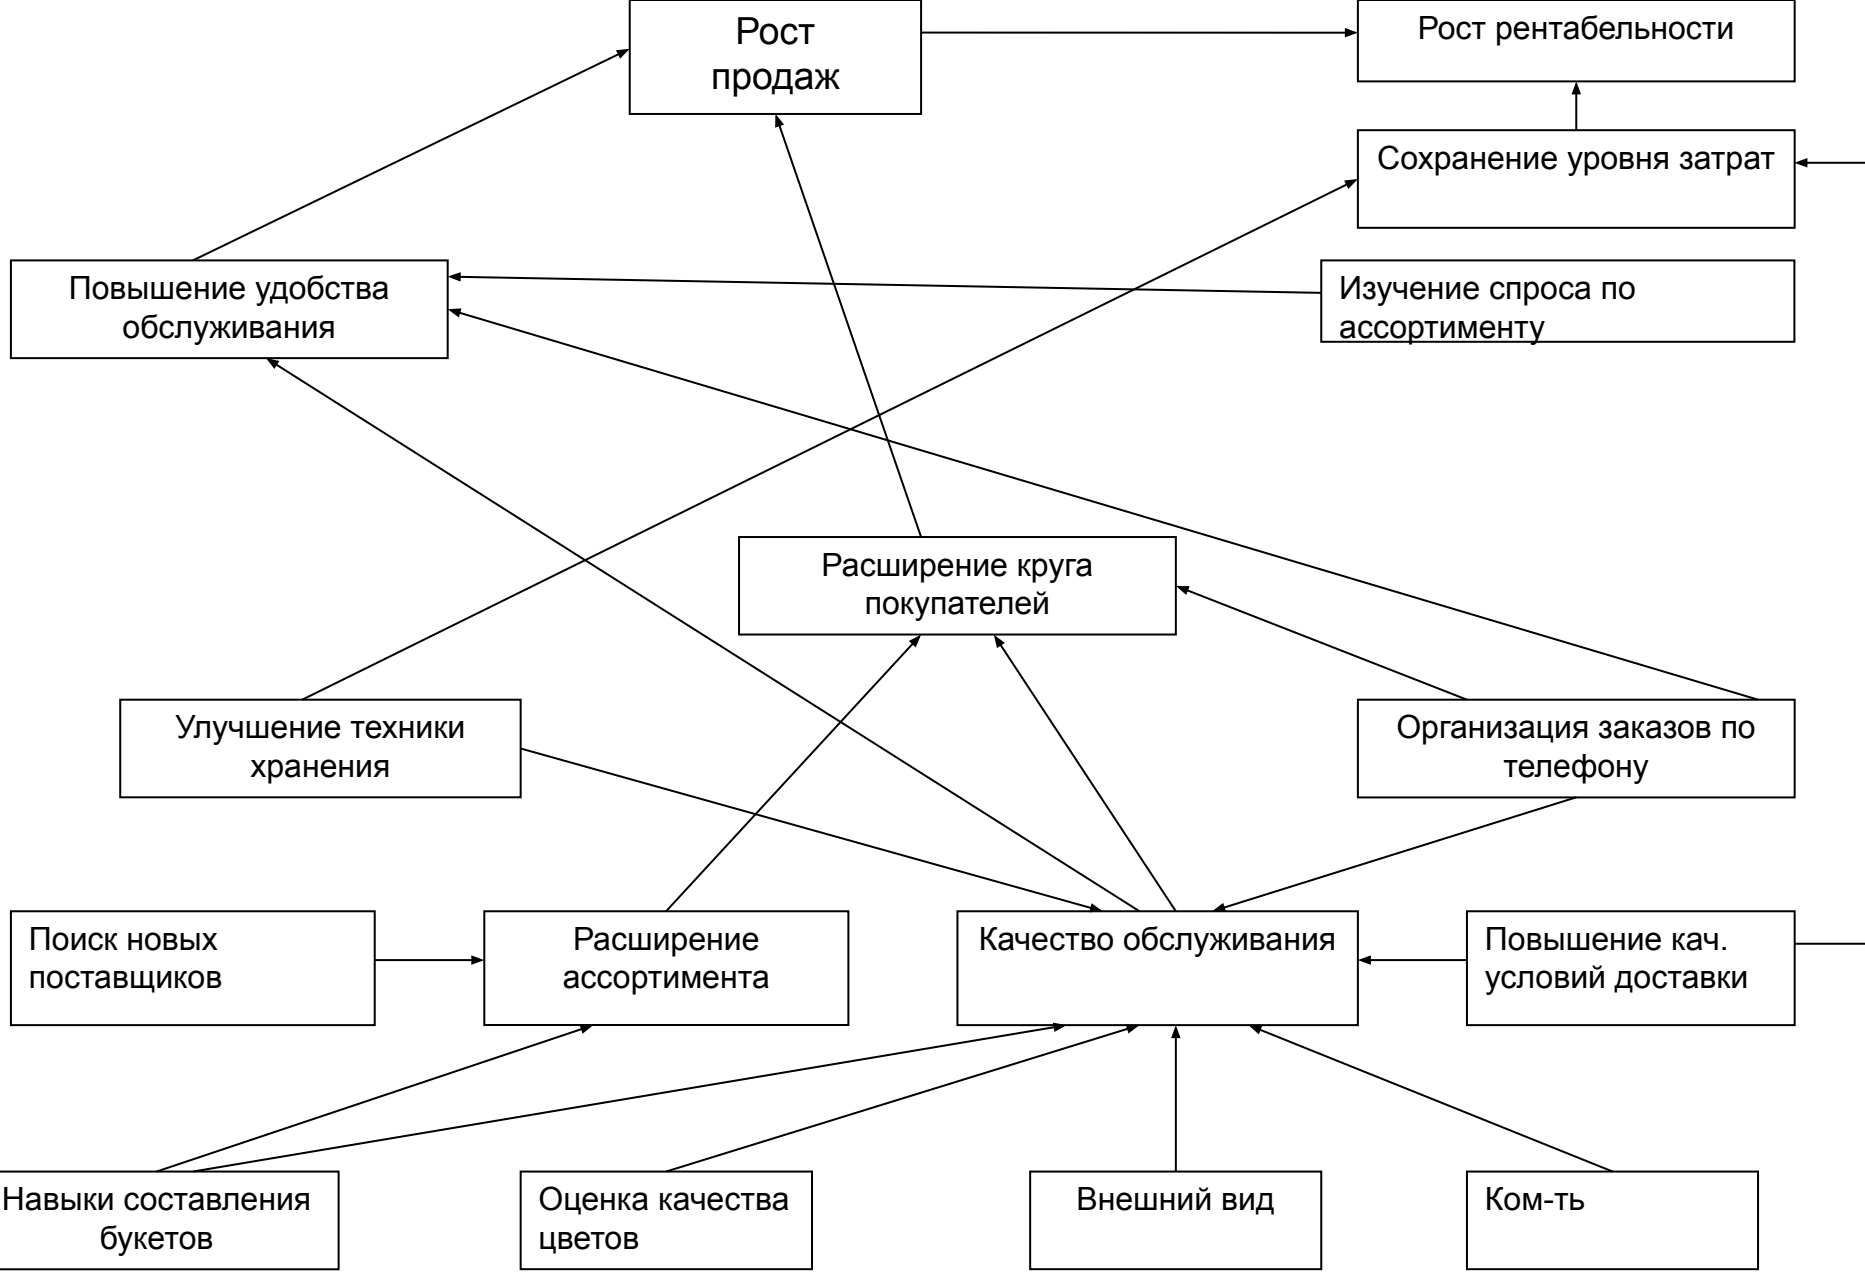 Рост
продаж
Рост рентабельности
Сохранение уровня затрат
Повышение удобства
обслуживания
Изучение спроса по
ассортименту
Расширение круга
покупателей
Улучшение техники
хранения
Организация заказов по
телефону
Поиск новых
поставщиков
Расширение
ассортимента
Качество обслуживания
Повышение кач.
условий доставки
Навыки составления
букетов
Оценка качества
цветов
Внешний вид
Ком-ть